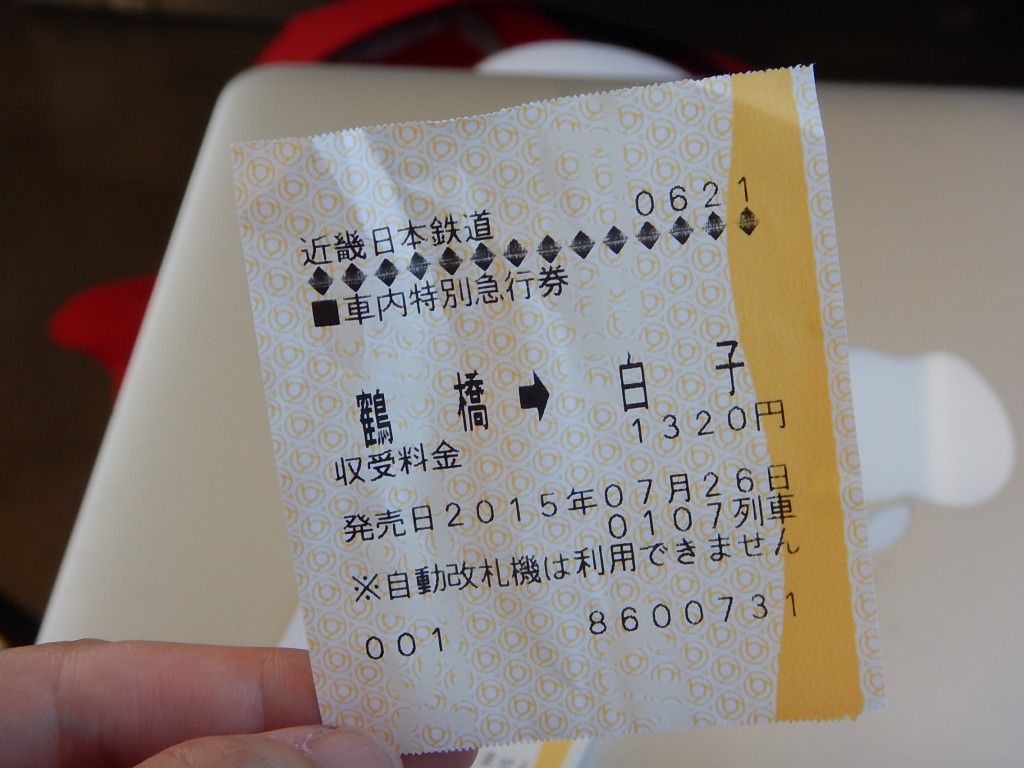 0621
近畿日本鉄道
◆◆◆◆◆◆◆◆◆◆◆◆◆◆
■車内特別急行券
鶴橋➡白子
収受料金 1320円
発売日2015年07月26日
0107列車
※自動改札機は利用できません
001 8600731